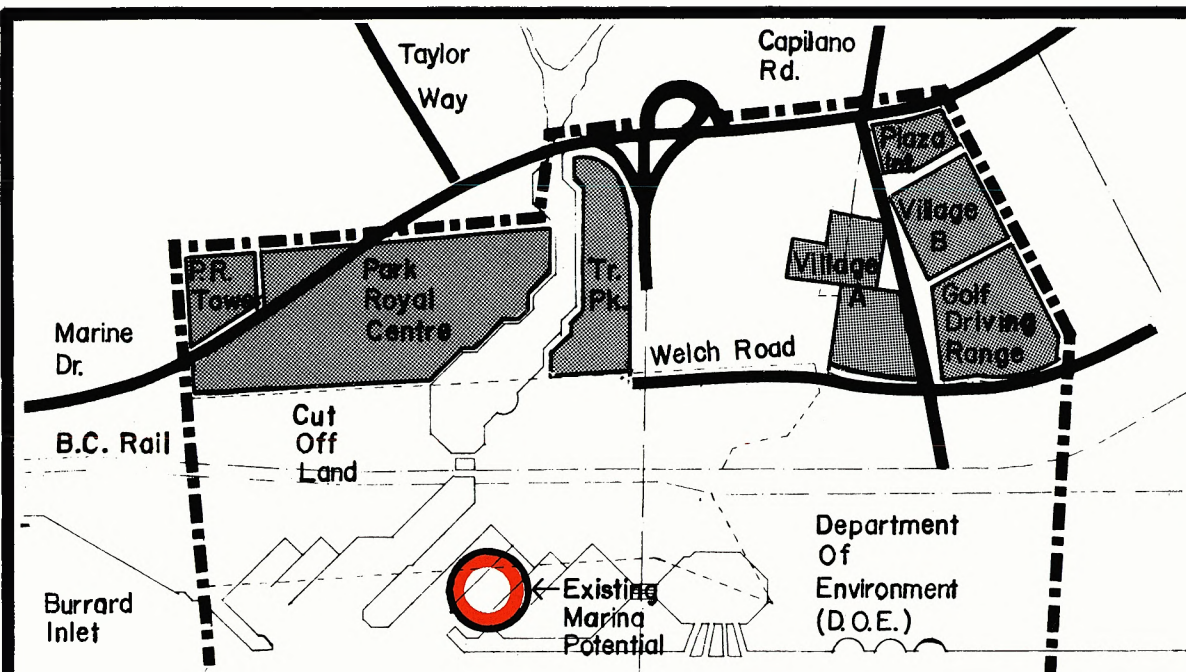 Taylor
Way
Capilano
Rd.
Plaza
Int.
Village
B
P.R.
Tower
Park
Royal
Centre
Tr.
Pk.
Village
A
Golf
Driving
Range
Marine
Dr.
Welch Road
B.C. Rail
Cut
Off
Land
Department
Of
Environment
(D.O.E.)
Burrard
Inlet
Existing
Marina
Potential